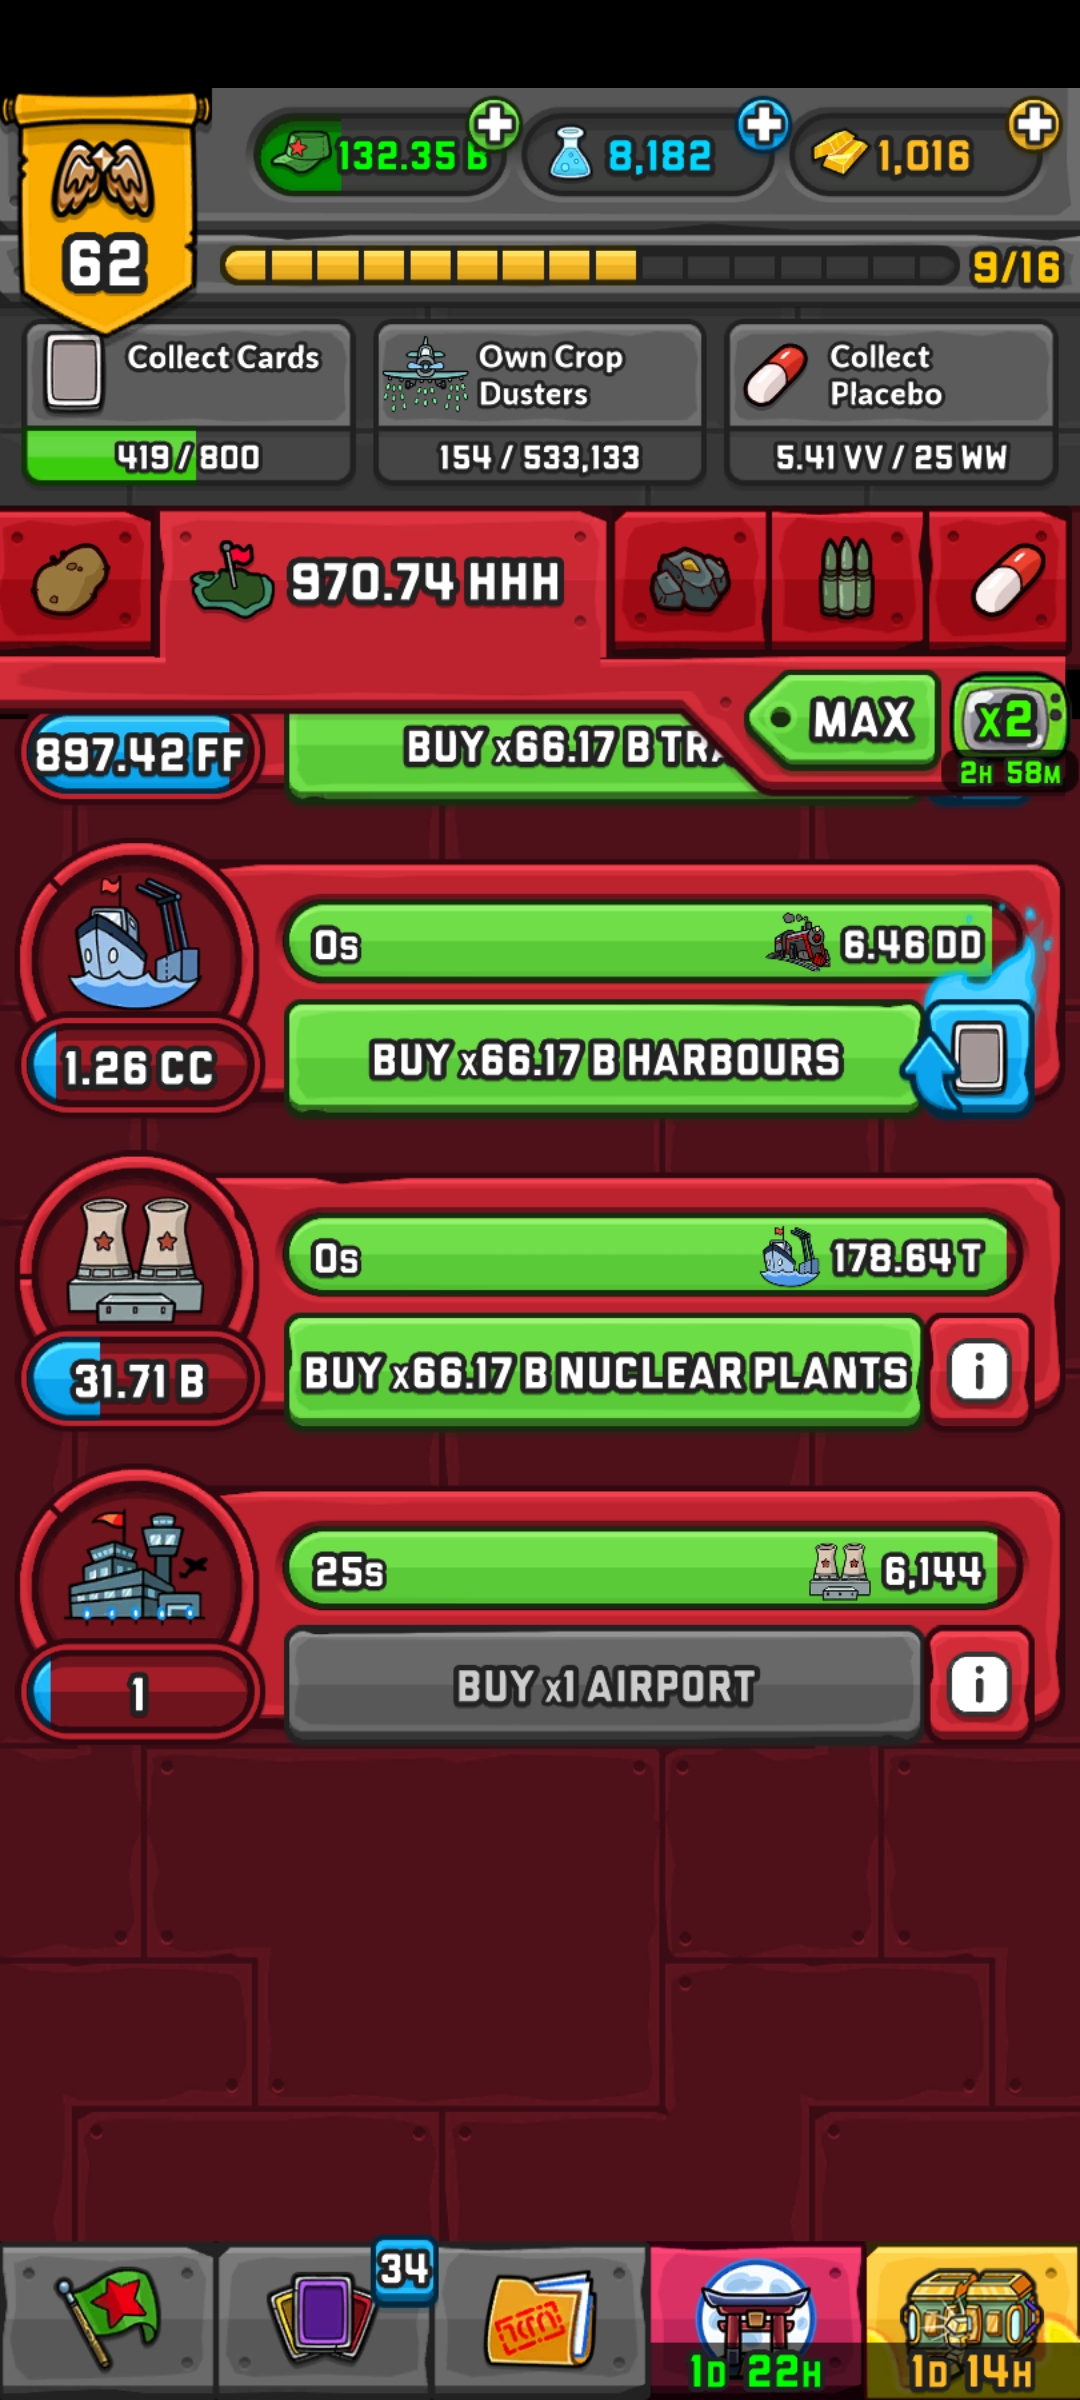 132.35 B
8,182
1,016
62
9/16
Collect Cards
419 / 800
Own Crop
Dusters
154 / 533,133
Collect
Placebo
5.41 VV / 25 WW
970.74 HHH
MAX
x2
2H 58M
897.42 FF
BUY x66.17 B
0s
6.46 DD
1.26 CC
BUY x66.17 B HARBOURS
0s
178.64 T
31.71 B
BUY x66.17 B NUCLEAR PLANTS
i
25s
6,144
1
BUY x1 AIRPORT
i
34
1D 22H
1D 14H